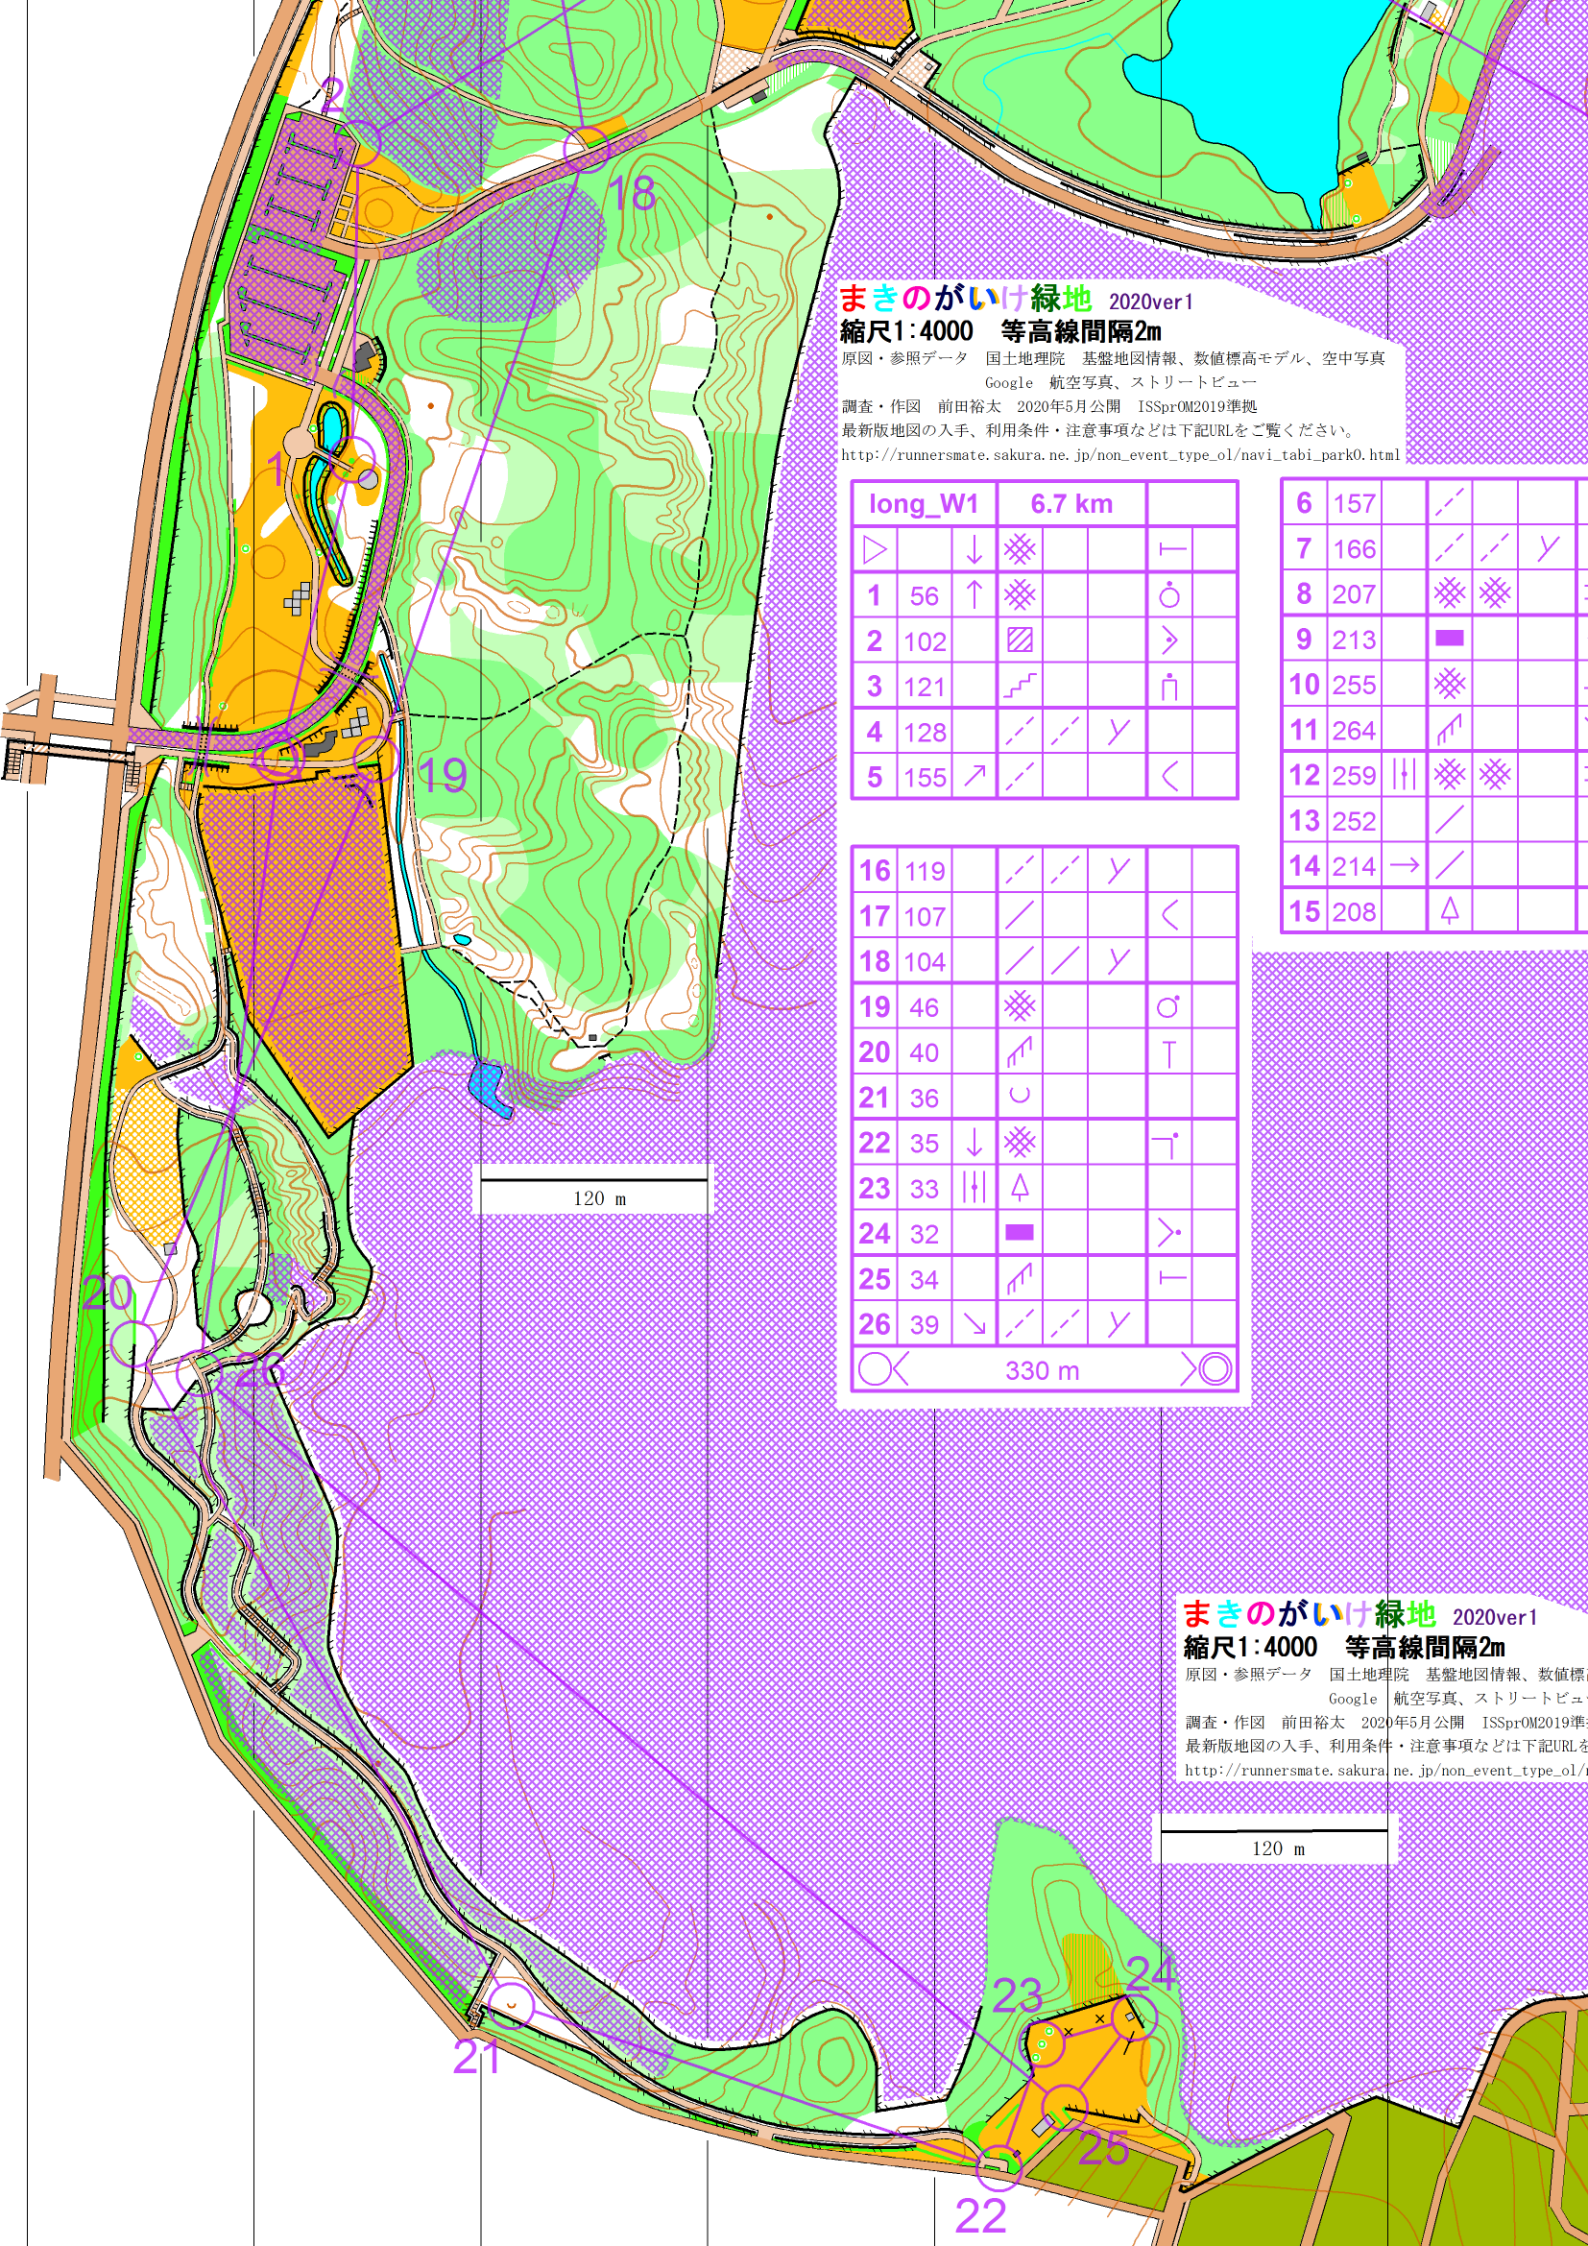 2
18
まきのがいけ緑地 2020ver1
縮尺1:4000 等高線間隔2m
原図・参照データ 国土地理院 基盤地図情報、数値標高モデル、空中写真
Google 航空写真、ストリートビュー
調査・作図 前田裕太 2020年5月公開 ISSprOM2019準拠
最新版地図の入手、利用条件・注意事項などは下記URLをご覧ください。
http://runnersmate.sakura.ne.jp/non_event_type_ol/navi_tabi_park0.html
1
long_W1 6.7 km
1 56
2 102
3 121
4 128
5 155
6 157
7 166
8 207
9 213
10 255
11 264
12 259
13 252
14 214
15 208
19
16 119
17 107
18 104
19 46
20 40
21 36
22 35
23 33
24 32
25 34
26 39
330 m
120 m
20
26
まきのがいけ緑地 2020ver1
縮尺1:4000 等高線間隔2m
原図・参照データ 国土地理院 基盤地図情報、数値標
Google 航空写真、ストリートビュ
調査・作図 前田裕太 2020年5月公開 ISSprOM2019準
最新版地図の入手、利用条件・注意事項などは下記URLを
http://runnersmate.sakura.ne.jp/non_event_type_ol/
120 m
23
24
21
25
22